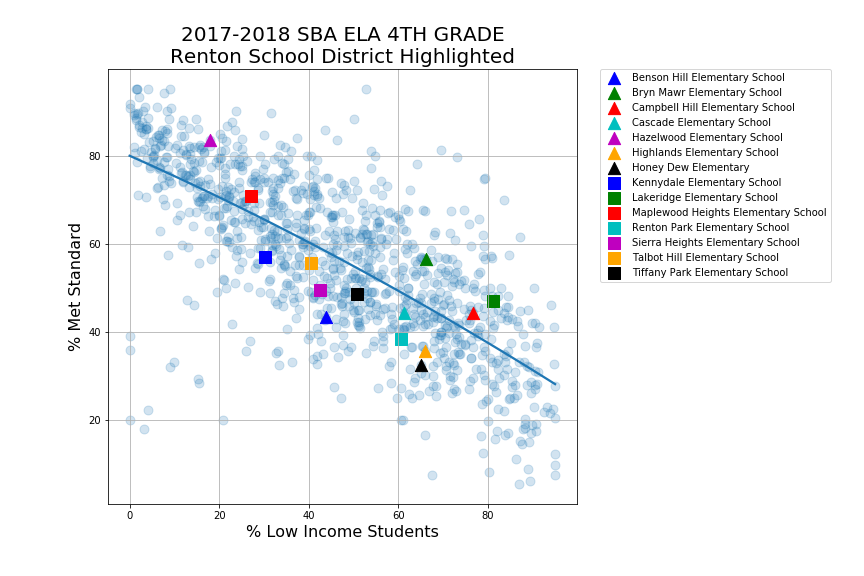 2017-2018 SBA ELA 4TH GRADE
Renton School District Highlighted
% Met Standard
80
60
40
20
0
20
40
60
80
% Low Income Students
Benson Hill Elementary School
Bryn Mawr Elementary School
Campbell Hill Elementary School
Cascade Elementary School
Hazelwood Elementary School
Highlands Elementary School
Honey Dew Elementary
Kennydale Elementary School
Lakeridge Elementary School
Maplewood Heights Elementary School
Renton Park Elementary School
Sierra Heights Elementary School
Talbot Hill Elementary School
Tiffany Park Elementary School